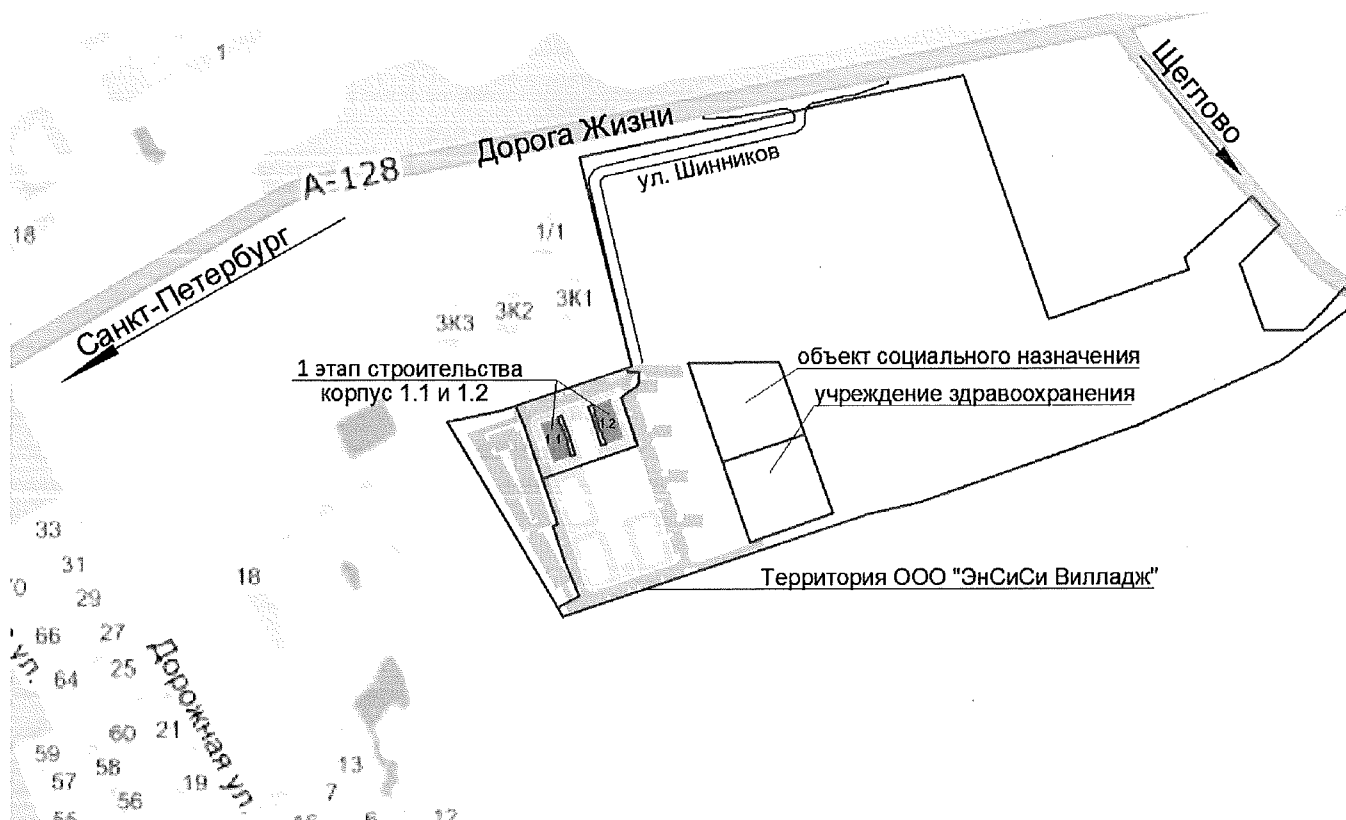 1
Щеглово
Дорога Жизни
А-128
ул. Шинников
18
Санкт-Петербург
1/1
3К1
3К2
3К3
1 этап строительства
корпус 1.1 и 1.2
объект социального назначения
учреждение здравоохранения
1.1
1.2
33
31
18
29
Территория ООО "ЭнСиСи Вилладж"
66
27
ул.
25
64
Дорожная ул.
60
21
59
58
13
57
19
56
7